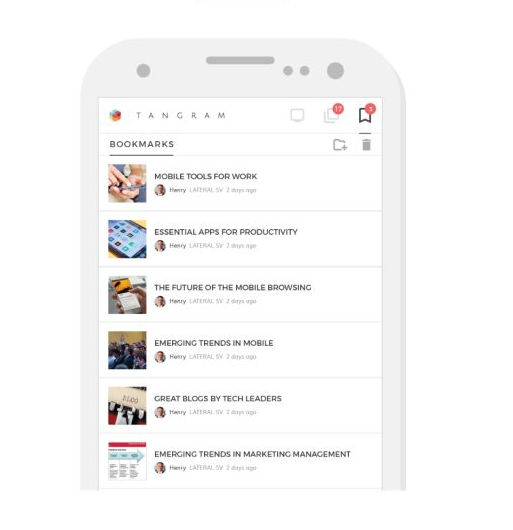 TANGRAM
17
3
BOOKMARKS
MOBILE TOOLS FOR WORK
Henry LATERAL SV 2 days ago
ESSENTIAL APPS FOR PRODUCTIVITY
Henry LATERAL SV 2 days ago
THE FUTURE OF THE MOBILE BROWSING
Henry LATERAL SV 2 days ago
EMERGING TRENDS IN MOBILE
Henry LATERAL SV 2 days ago
GREAT BLOGS BY TECH LEADERS
Henry LATERAL SV 2 days ago
EMERGING TRENDS IN MARKETING MANAGEMENT
Henry LATERAL SV 2 days ago